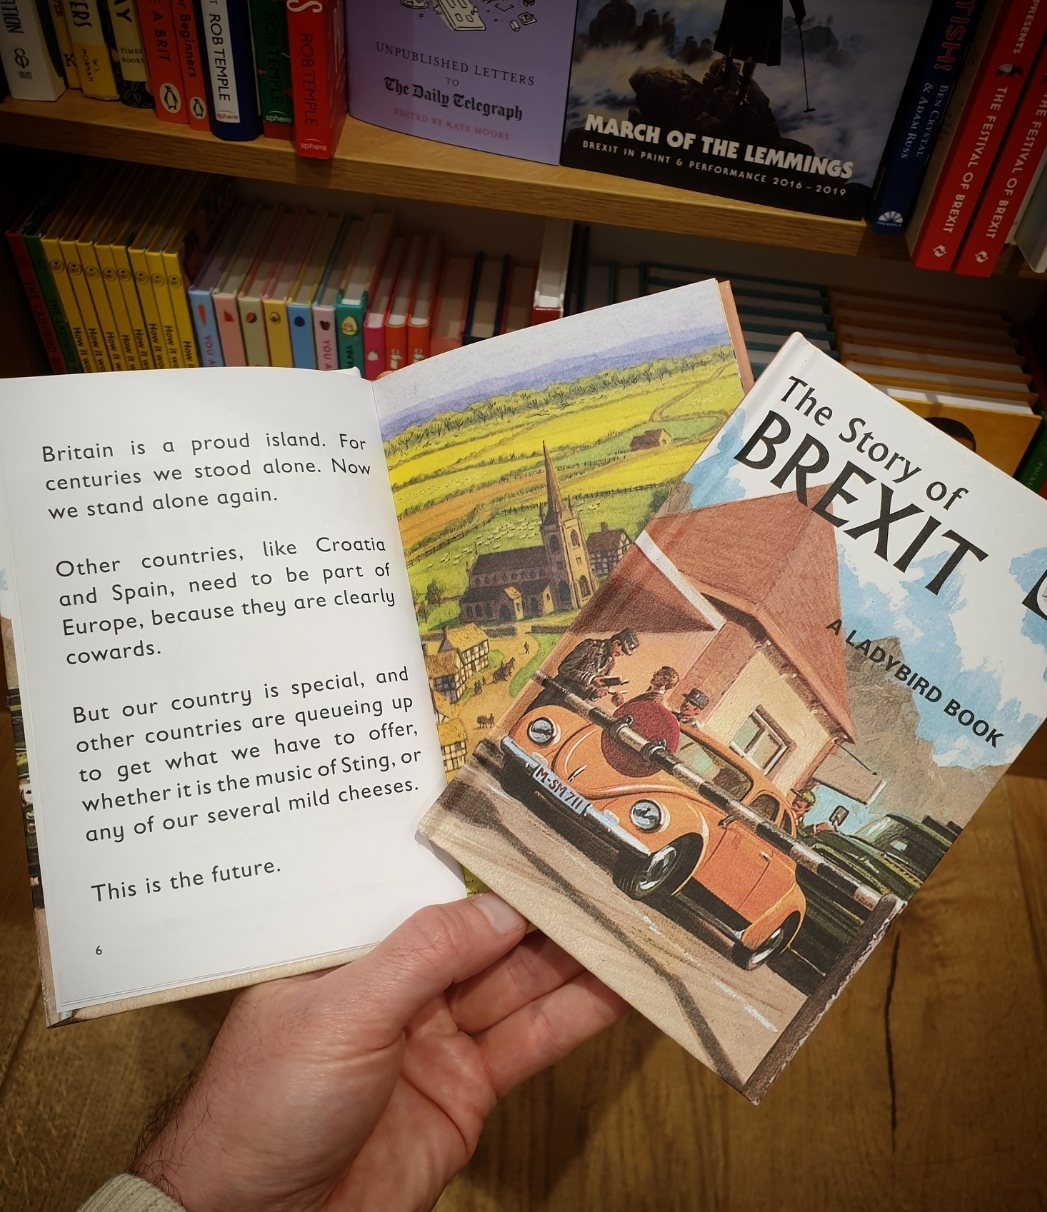 ROB TEMPLE
sphere
ROB TEMPLE
sphere
UNPUBLISHED LETTERS
TO
The Daily Telegraph
EDITED BY KATE MOORE
MARCH OF THE LEMMINGS
BREXIT IN PRINT & PERFORMANCE 2016–2019
BEN CRYSTAL
& ADAM RUSS
THE FESTIVAL OF BREXIT
THE FESTIVAL OF BREXIT
Britain is a proud island. For
centuries we stood alone. Now
we stand alone again.
Other countries, like Croatia
and Spain, need to be part of
Europe, because they are clearly
cowards.
But our country is special, and
other countries are queueing up
to get what we have to offer,
whether it is the music of Sting, or
any of our several mild cheeses.
This is the future.
6
The Story of
BREXIT
A LADYBIRD BOOK
M-SM 711